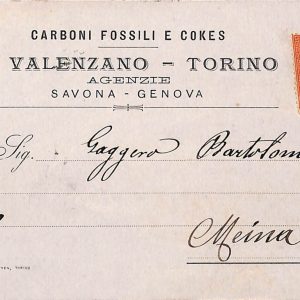 CARBONI FOSSILI E COKES
VALENZANO - TORINO
AGENZIE
SAVONA - GENOVA
Sig. Gaggero Bartolom
Meina